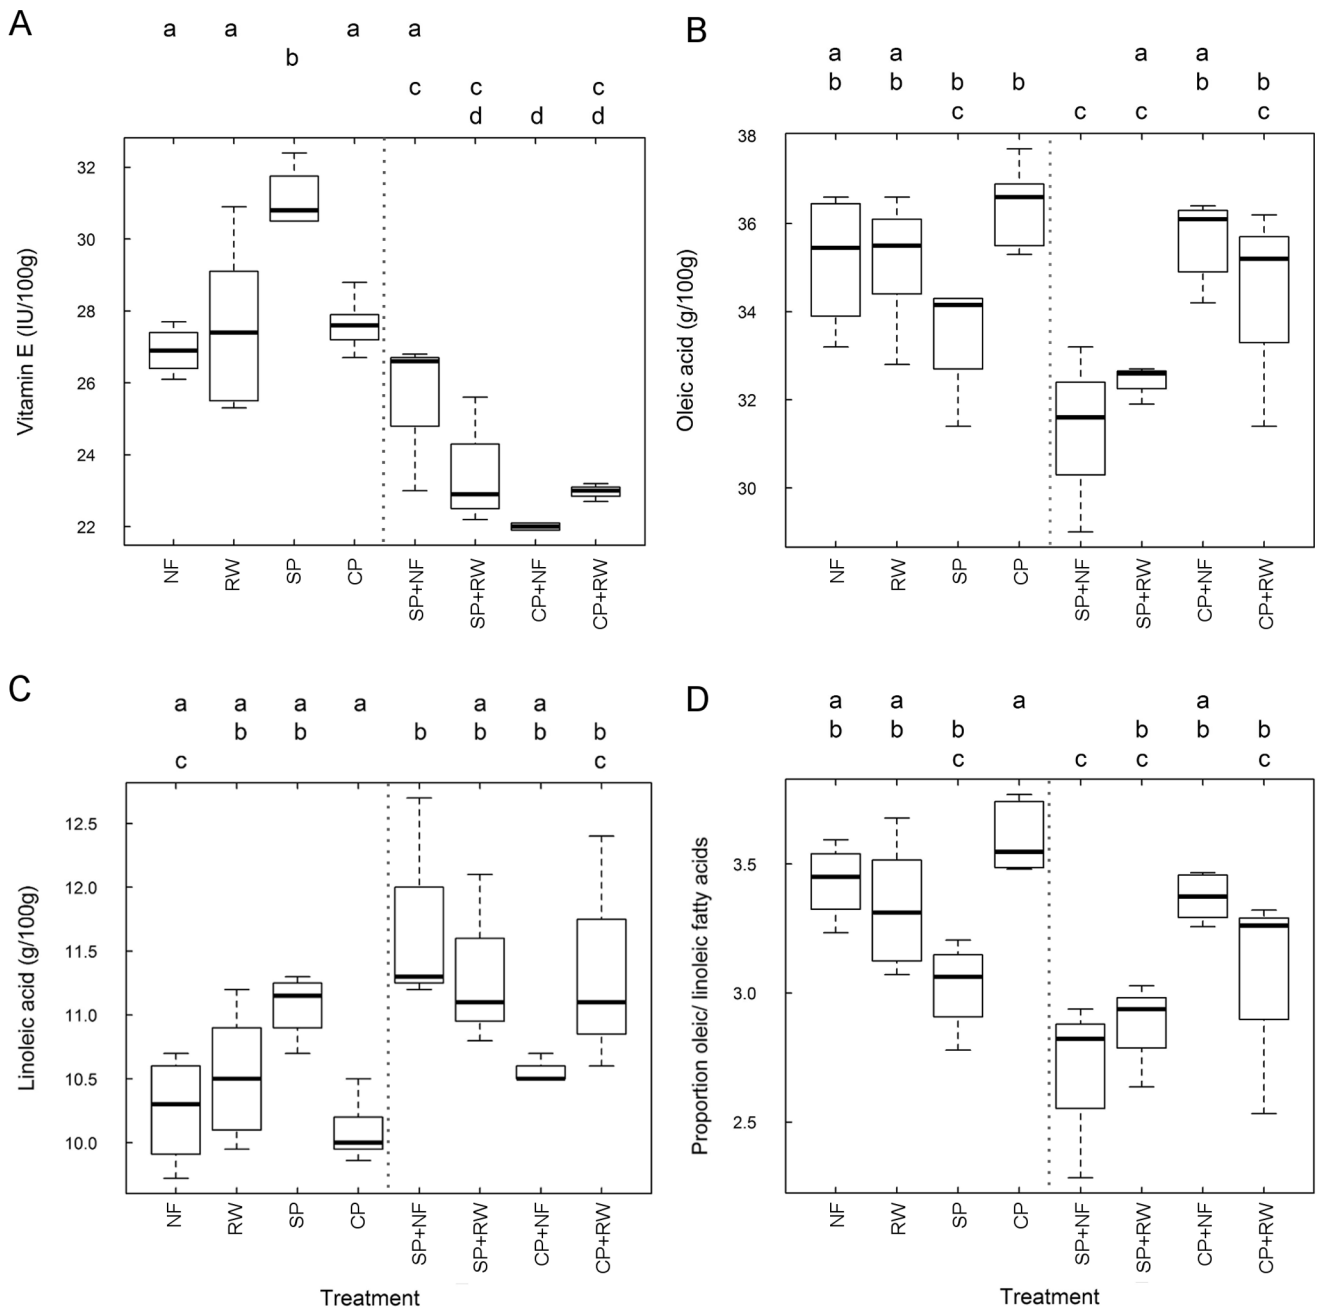 A
a a a a
b
c c c
d d d
Vitamin E (IU/100g)
32
30
28
26
24
22
NF RW SP CP SP+NF SP+RW CP+NF CP+RW
B
a a a a
b b b b b b
c c c c
Oleic acid (g/100g)
38
36
34
32
30
NF RW SP CP SP+NF SP+RW CP+NF CP+RW
C
a a a a a a
b b b b b b
c c
Linoleic acid (g/100g)
12.5
12.0
11.5
11.0
10.5
10.0
NF RW SP CP SP+NF SP+RW CP+NF CP+RW
Treatment
D
a a a a
b b b b b b
c c c c
Proportion oleic/ linoleic fatty acids
3.5
3.0
2.5
NF RW SP CP SP+NF SP+RW CP+NF CP+RW
Treatment